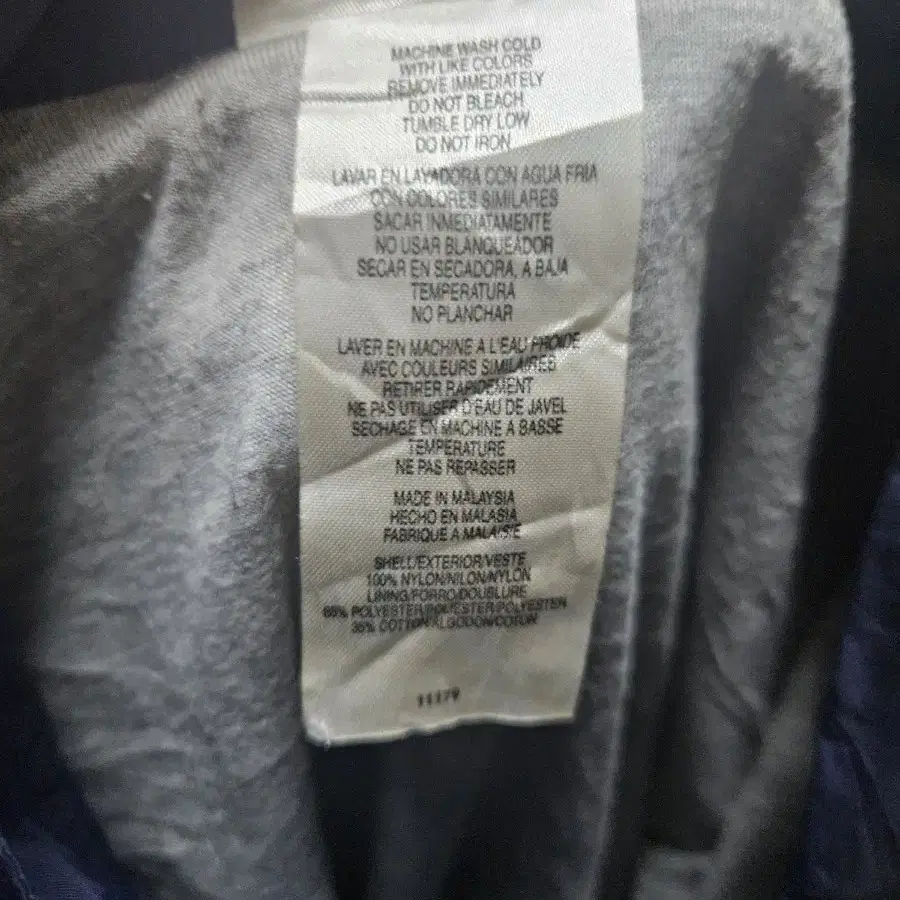 MACHINE WASH COLD
WITH LIKE COLORS
REMOVE IMMEDIATELY
DO NOT BLEACH
TUMBLE DRY LOW
DO NOT IRON
LAVAR EN LAVADORA CON AGUA FRIA
CON COLORES SIMILARES
SACAR INMEDIATAMENTE
NO USAR BLANQUEADOR
SECAR EN SECADORA, A BAJA
TEMPERATURA
NO PLANCHAR
LAVER EN MACHINE A L'EAU FROIDE
AVEC COULEURS SIMILAIRES
RETIRER RAPIDEMENT
NE PAS UTILISER D'EAU DE JAVEL
SECHAGE EN MACHINE A BASSE
TEMPERATURE
NE PAS REPASSER
MADE IN MALAYSIA
HECHO EN MALASIA
FABRIQUE A MALAISIE
SHELL/EXTERIOR/VESTE
100% NYLON/NILON/NYLON
LINING/FORRO/DOUBLURE
65% POLYESTER/POLIESTER/POLYESTER
35% COTTON/ALGODON/COTON
11179